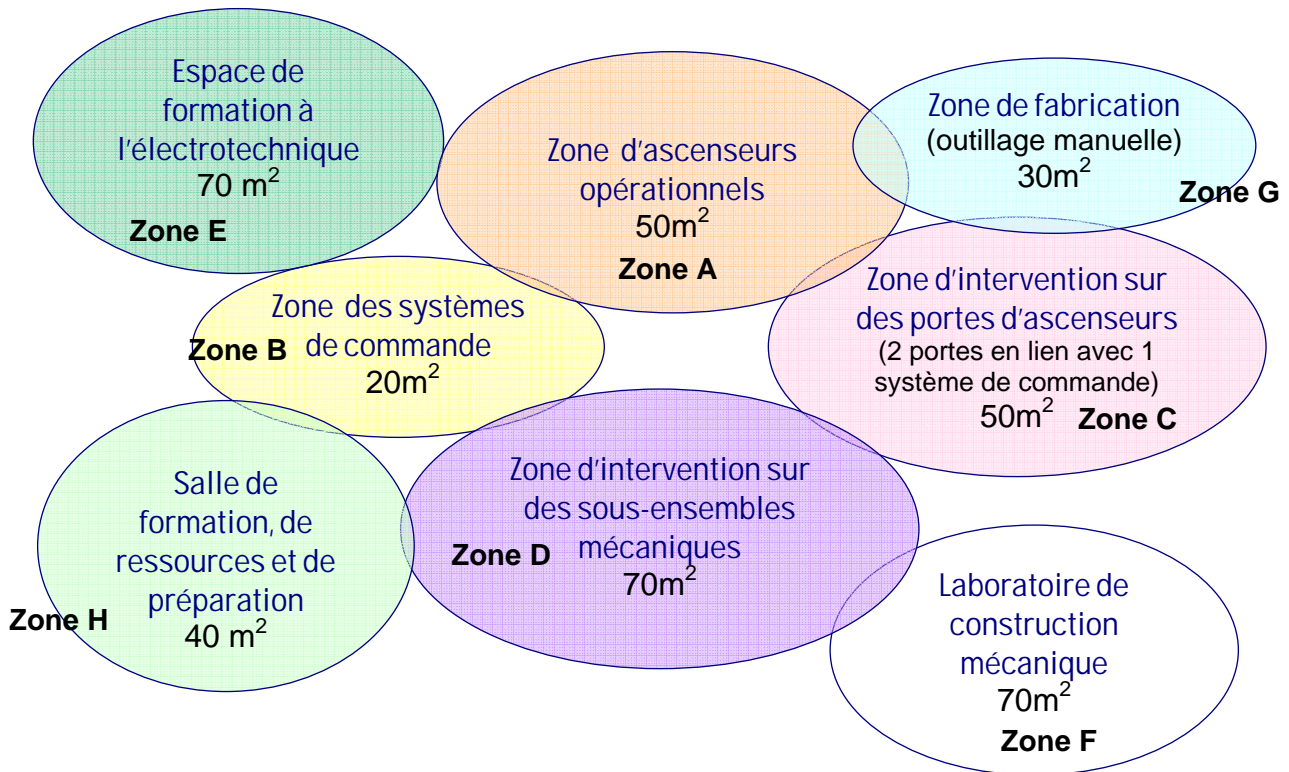 Espace de
formation à
l'électrotechnique
70 m²
Zone E
Zone d'ascenseurs
opérationnels
50m²
Zone A
Zone de fabrication
(outillage manuelle)
30m²
Zone G
Zone des systèmes
de commande
20m²
Zone B
Zone d'intervention sur
des portes d'ascenseurs
(2 portes en lien avec 1
système de commande)
50m²
Zone C
Salle de
formation, de
ressources et de
préparation
40 m²
Zone H
Zone d'intervention sur
des sous-ensembles
mécaniques
70m²
Zone D
Laboratoire de
construction
mécanique
70m²
Zone F